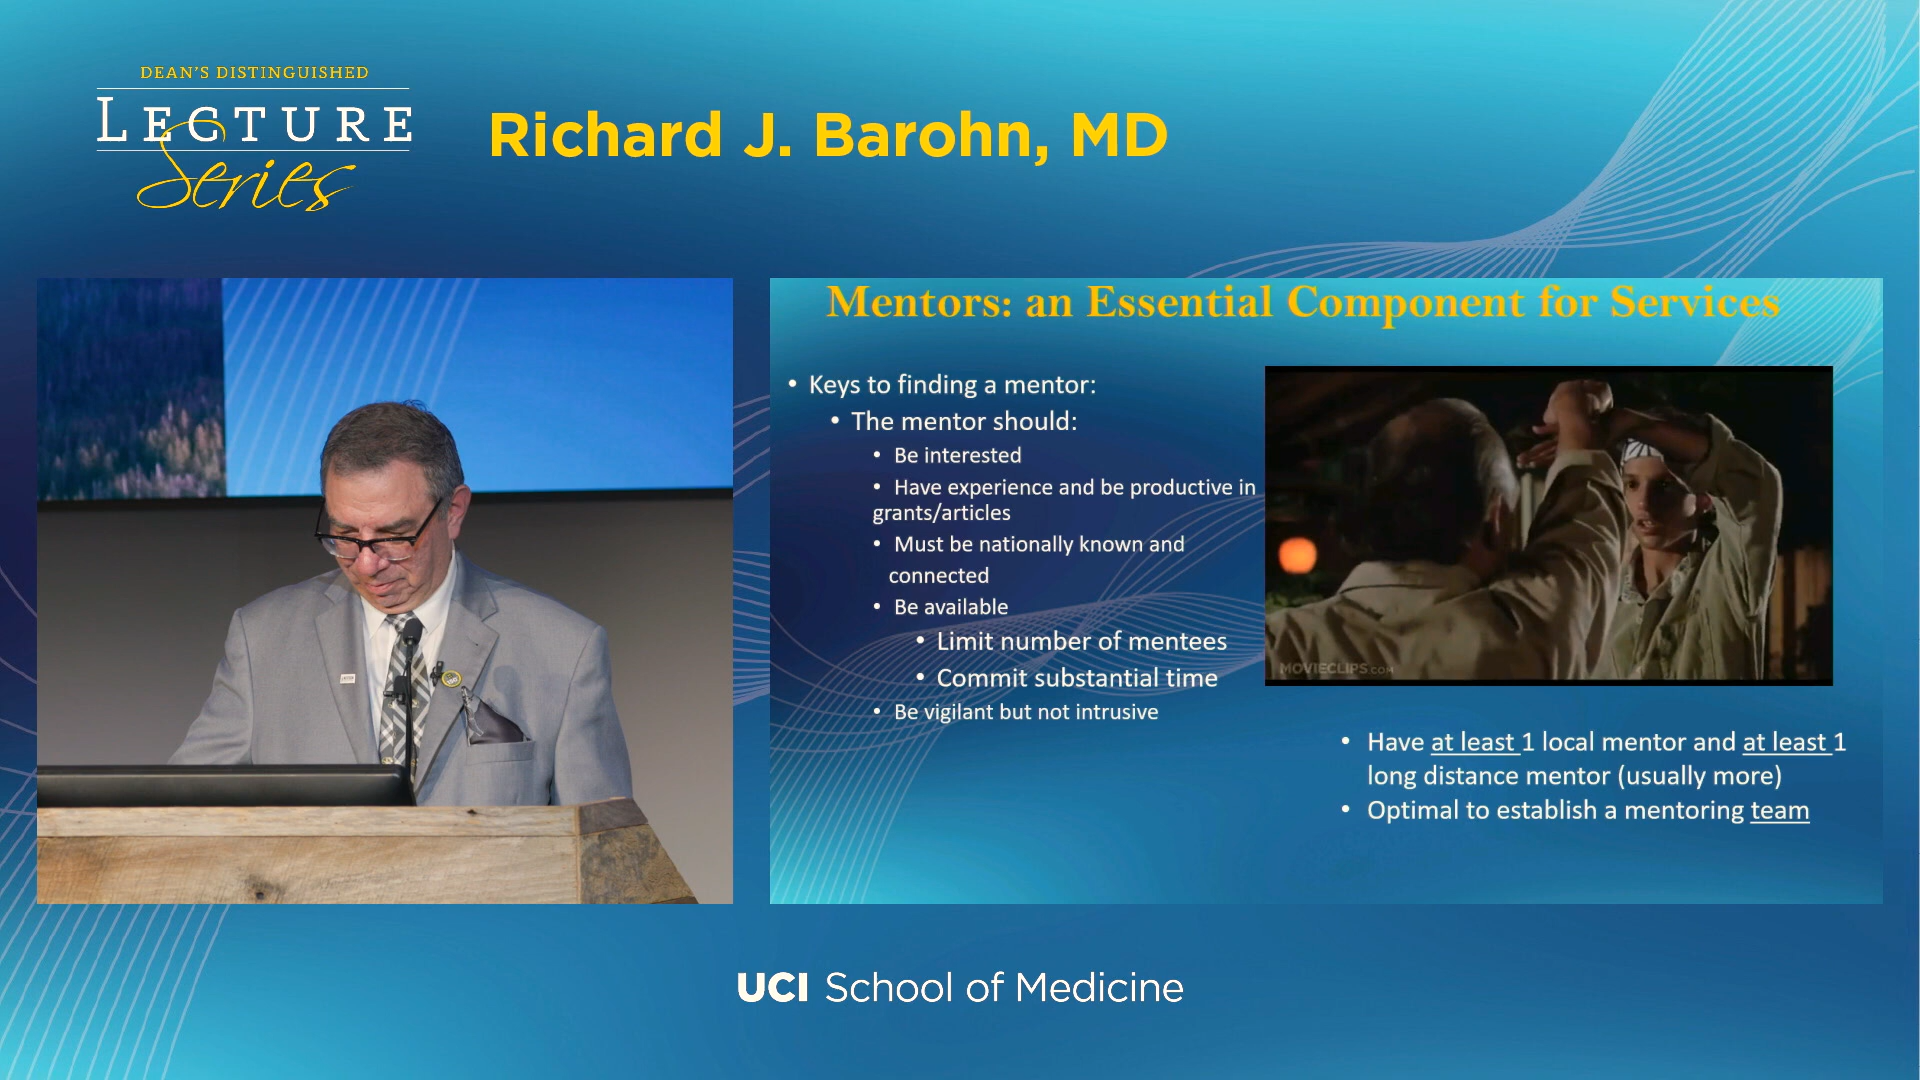 DEAN'S DISTINGUISHED
LECTURE
Series
Richard J. Barohn, MD
Mentors: an Essential Component for Services
• Keys to finding a mentor:
• The mentor should:
• Be interested
• Have experience and be productive in
grants/articles
• Must be nationally known and
connected
• Be available
• Limit number of mentees
• Commit substantial time
• Be vigilant but not intrusive
MOVIECLIPS.COM
• Have at least 1 local mentor and at least 1
long distance mentor (usually more)
• Optimal to establish a mentoring team
UCI School of Medicine